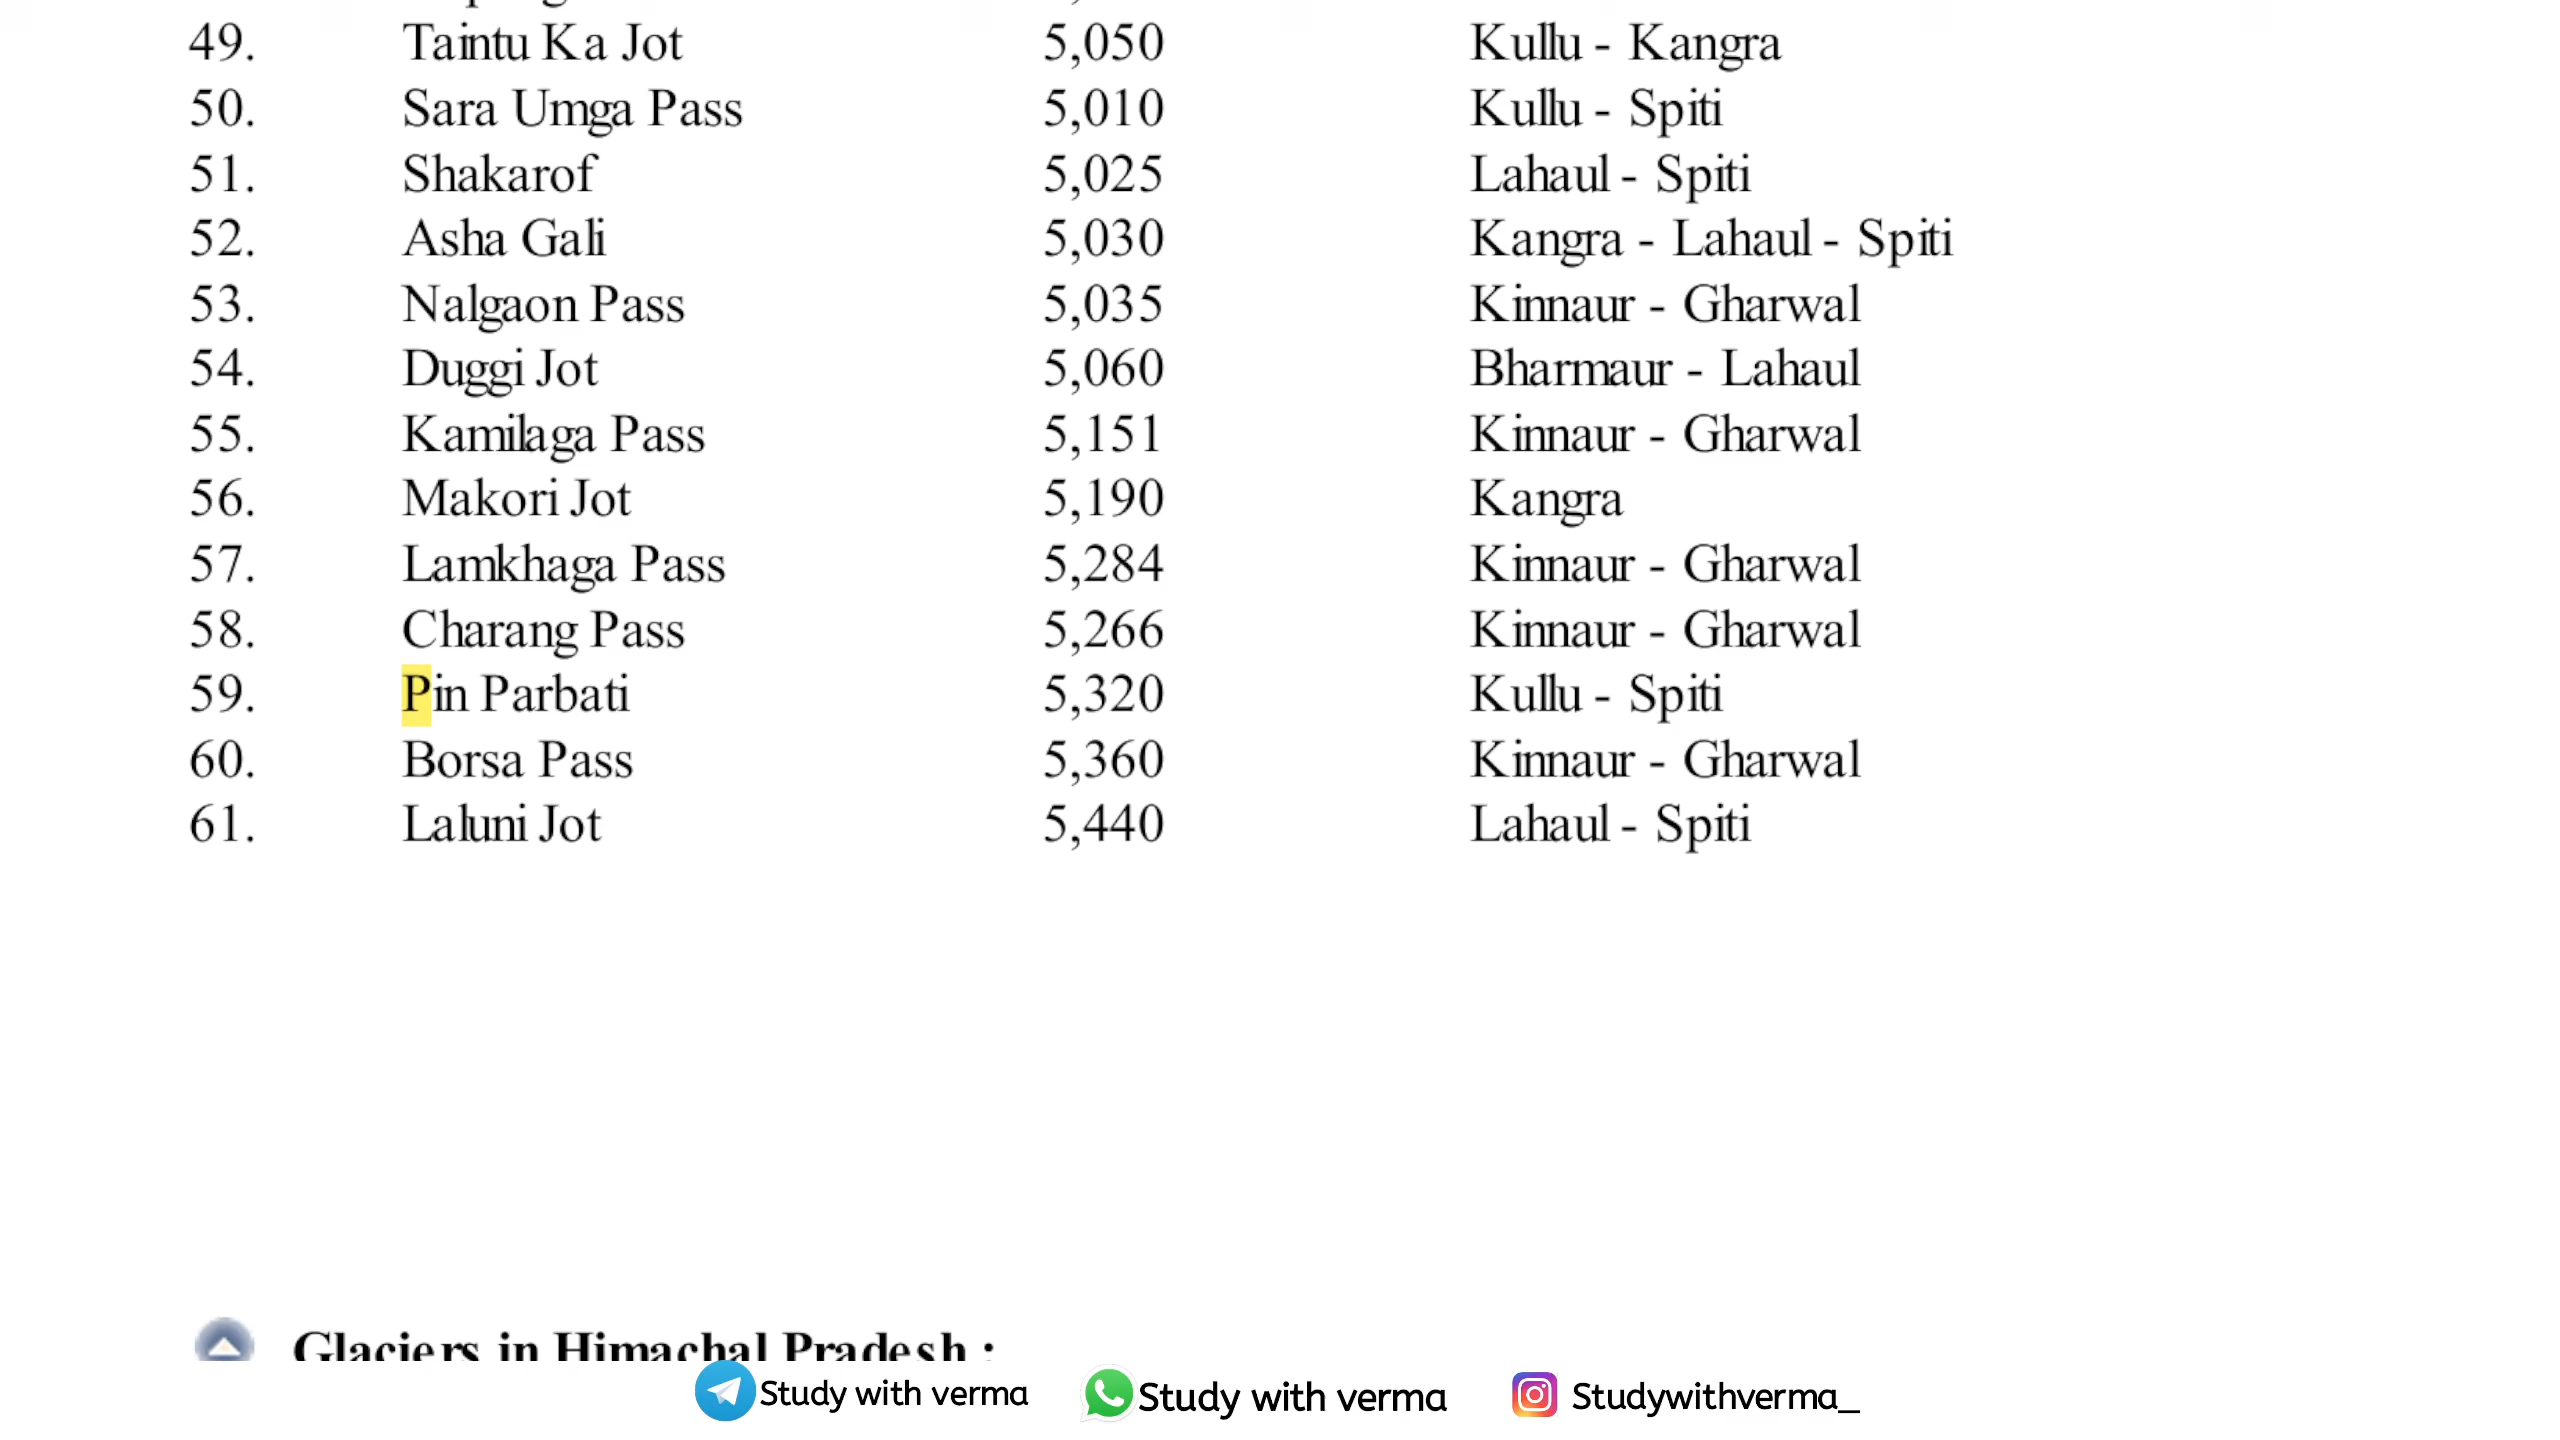 49. Taintu Ka Jot 5,050 Kullu - Kangra
50. Sara Umga Pass 5,010 Kullu - Spiti
51. Shakarof 5,025 Lahaul - Spiti
52. Asha Gali 5,030 Kangra - Lahaul - Spiti
53. Nalgaon Pass 5,035 Kinnaur - Gharwal
54. Duggi Jot 5,060 Bharmaur - Lahaul
55. Kamilaga Pass 5,151 Kinnaur - Gharwal
56. Makori Jot 5,190 Kangra
57. Lamkhaga Pass 5,284 Kinnaur - Gharwal
58. Charang Pass 5,266 Kinnaur - Gharwal
59. Pin Parbati 5,320 Kullu - Spiti
60. Borsa Pass 5,360 Kinnaur - Gharwal
61. Laluni Jot 5,440 Lahaul - Spiti
Glaciers in Himachal Pradesh :
Study with verma Study with verma Studywithverma_